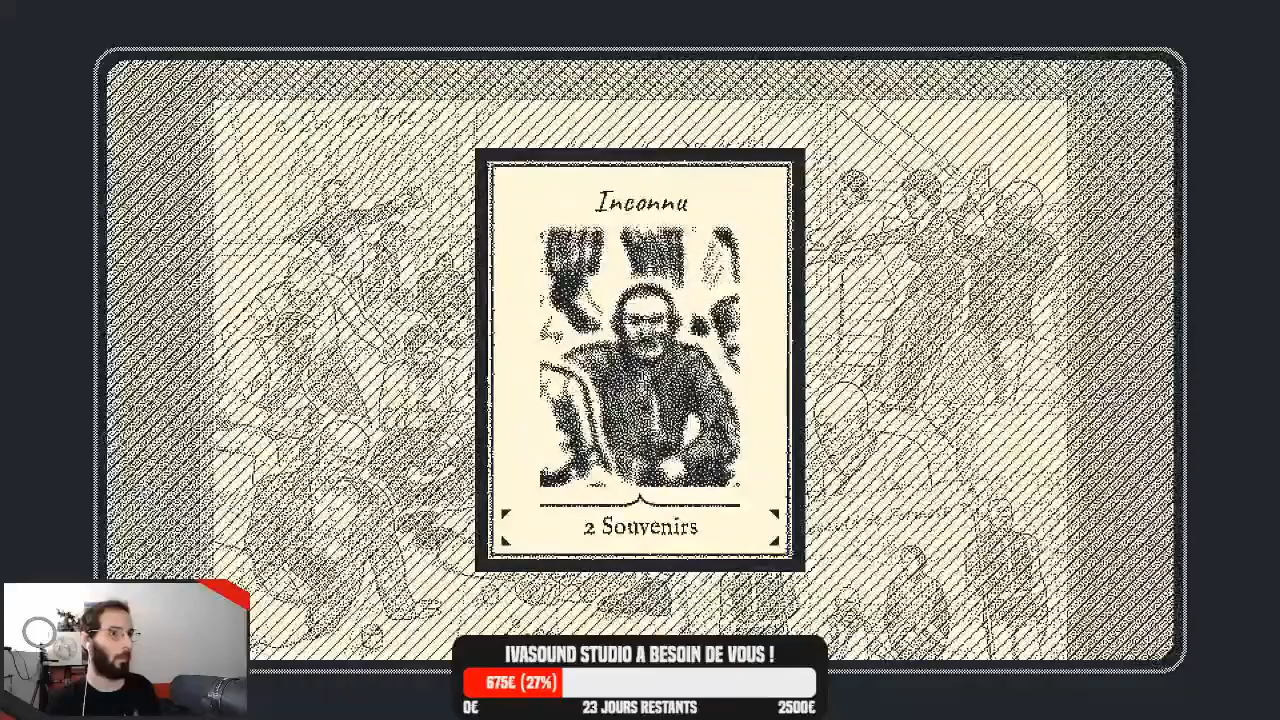 Inconnu
2 Souvenirs
IVASOUND STUDIO A BESOIN DE VOUS !
675€ (27%)
0€ 23 JOURS RESTANTS 2500€